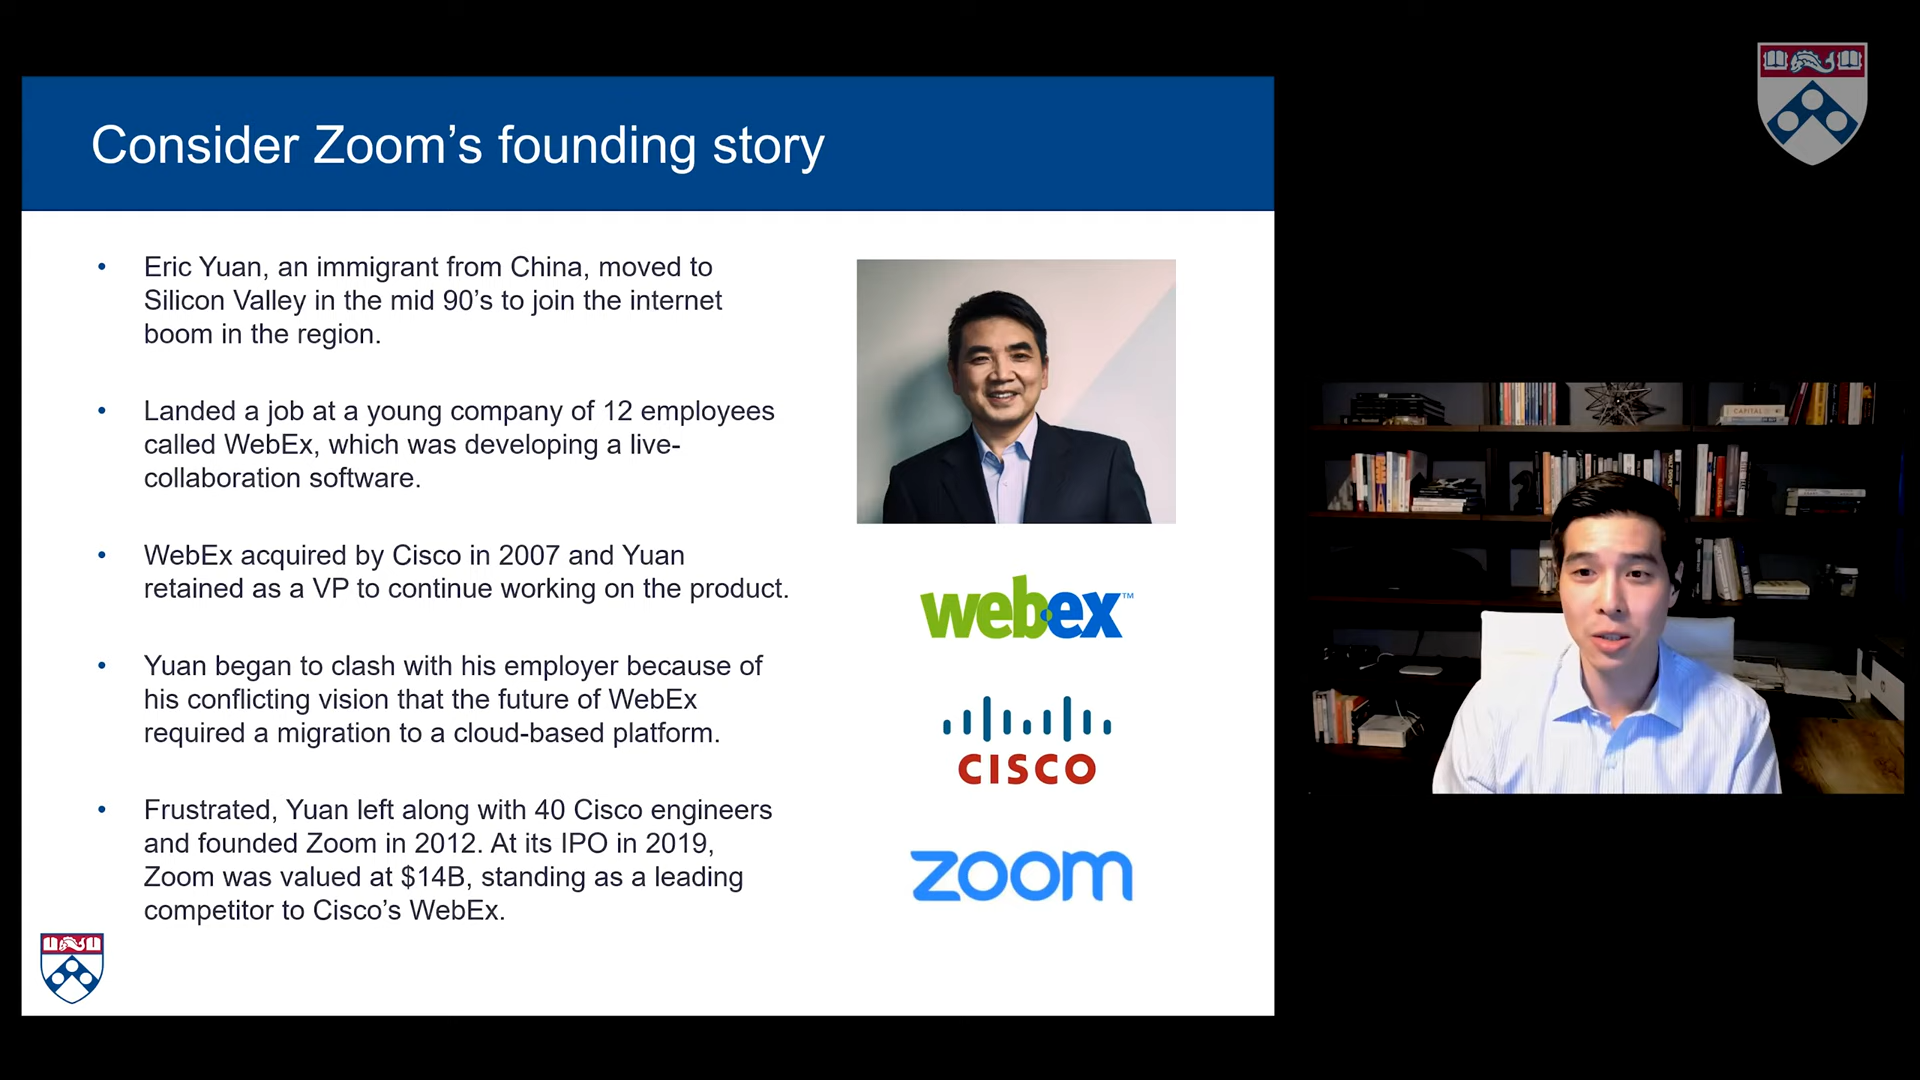 Consider Zoom’s founding story
• Eric Yuan, an immigrant from China, moved to
Silicon Valley in the mid 90’s to join the internet
boom in the region.
• Landed a job at a young company of 12 employees
called WebEx, which was developing a live-
collaboration software.
• WebEx acquired by Cisco in 2007 and Yuan
retained as a VP to continue working on the product.
• Yuan began to clash with his employer because of
his conflicting vision that the future of WebEx
required a migration to a cloud-based platform.
• Frustrated, Yuan left along with 40 Cisco engineers
and founded Zoom in 2012. At its IPO in 2019,
Zoom was valued at $14B, standing as a leading
competitor to Cisco’s WebEx.
webex™
CISCO
zoom
CAPITAL